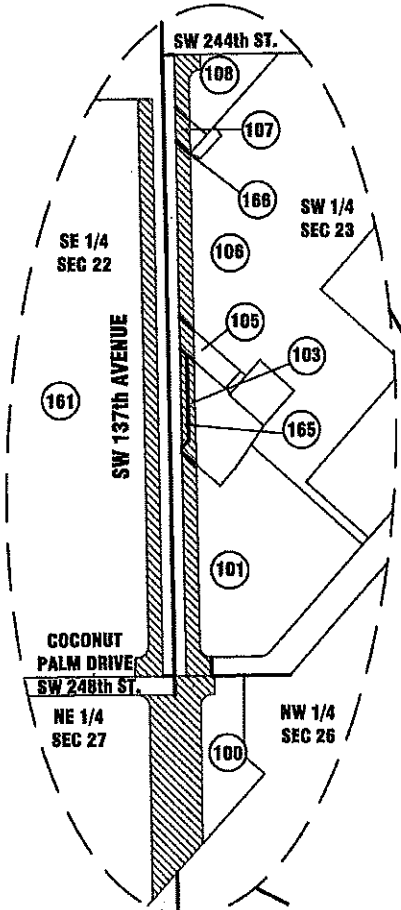 SW 244th ST.
108
107
166
SW 1/4
SEC 23
SE 1/4
SEC 22
106
105
103
SW 137th AVENUE
161
165
101
COCONUT
PALM DRIVE
SW 248th ST.
NE 1/4
SEC 27
NW 1/4
SEC 26
100